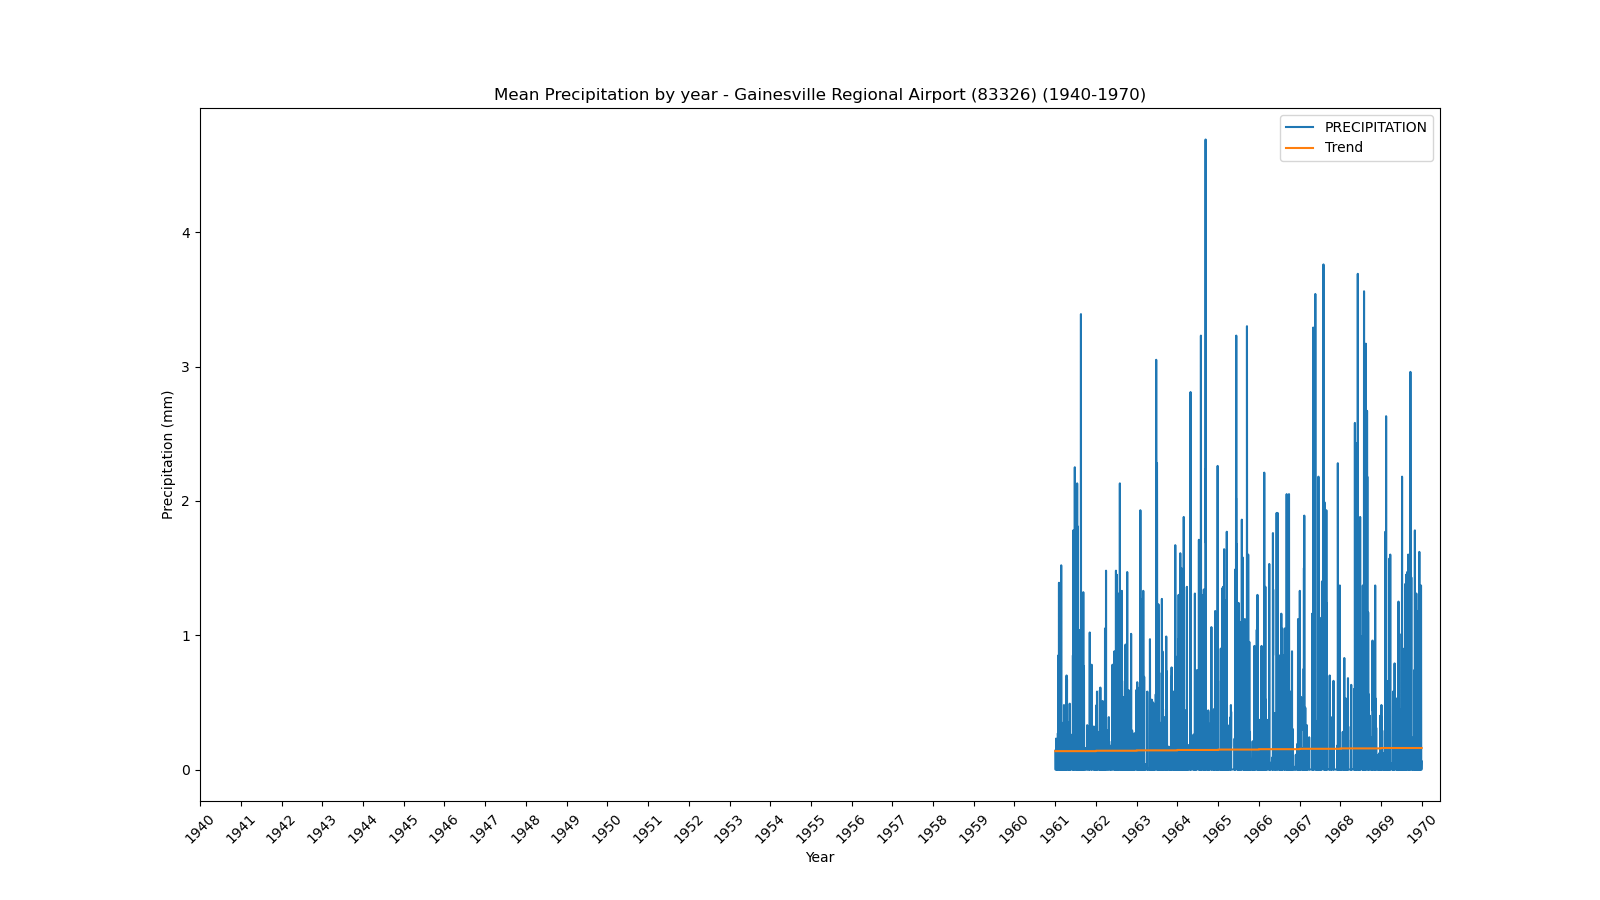 Mean Precipitation by year - Gainesville Regional Airport (83326) (1940-1970)
PRECIPITATION
Trend
4
3
2
1
0
Precipitation (mm)
1940 1941 1942 1943 1944 1945 1946 1947 1948 1949 1950 1951 1952 1953 1954 1955 1956 1957 1958 1959 1960 1961 1962 1963 1964 1965 1966 1967 1968 1969 1970
Year